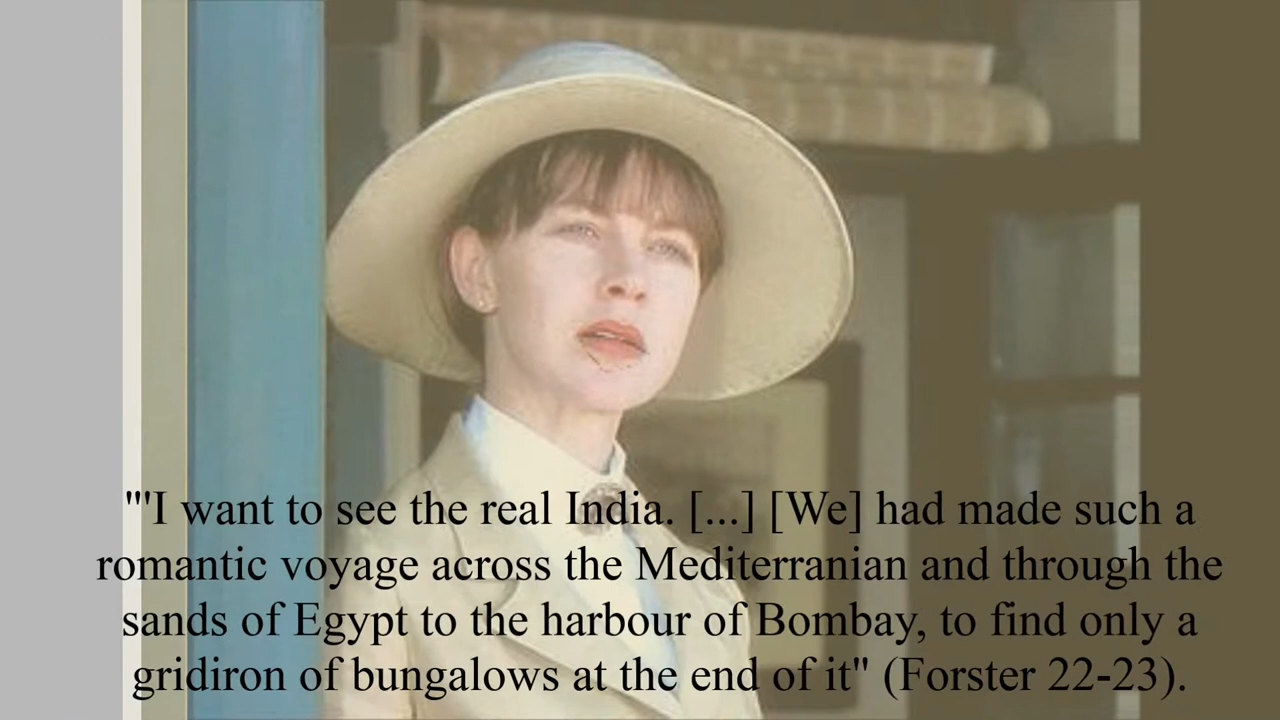 "'I want to see the real India. [...] [We] had made such a
romantic voyage across the Mediterranian and through the
sands of Egypt to the harbour of Bombay, to find only a
gridiron of bungalows at the end of it" (Forster 22-23).